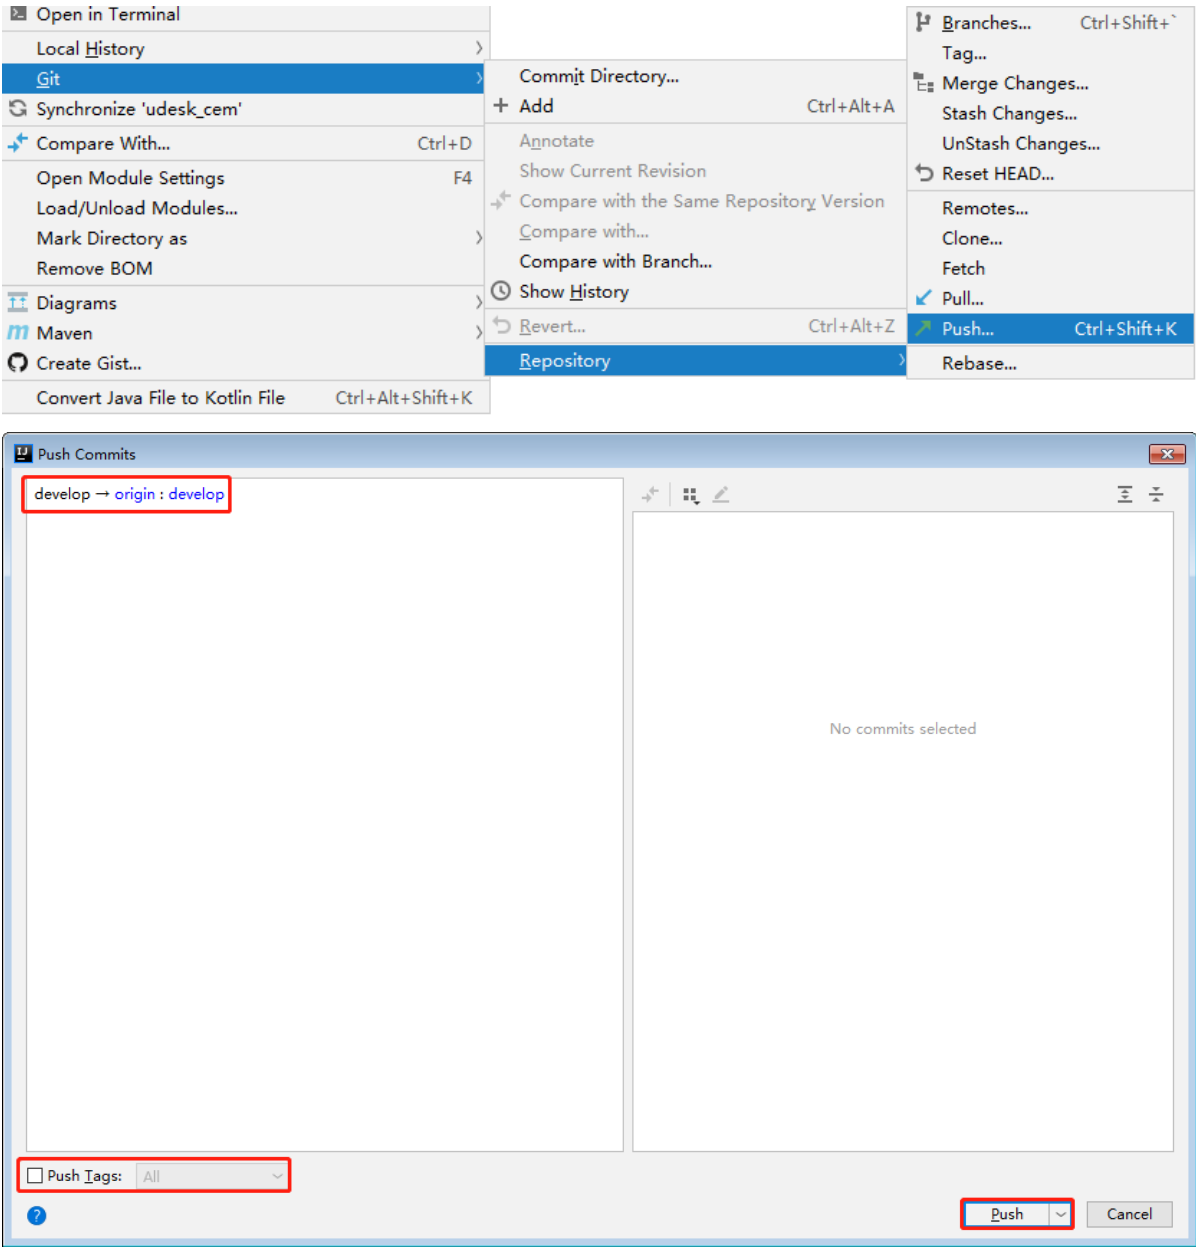 Open in Terminal
Local History
Git
Synchronize 'udesk_cem'
Compare With... Ctrl+D
Open Module Settings F4
Load/Unload Modules...
Mark Directory as
Remove BOM
Diagrams
Maven
Create Gist...
Convert Java File to Kotlin File Ctrl+Alt+Shift+K
Commit Directory...
Add Ctrl+Alt+A
Annotate
Show Current Revision
Compare with the Same Repository Version
Compare with...
Compare with Branch...
Show History
Revert... Ctrl+Alt+Z
Repository
Branches... Ctrl+Shift+`
Tag...
Merge Changes...
Stash Changes...
UnStash Changes...
Reset HEAD...
Remotes...
Clone...
Fetch
Pull...
Push... Ctrl+Shift+K
Rebase...
Push Commits
develop → origin : develop
No commits selected
Push Tags: All
Push Cancel